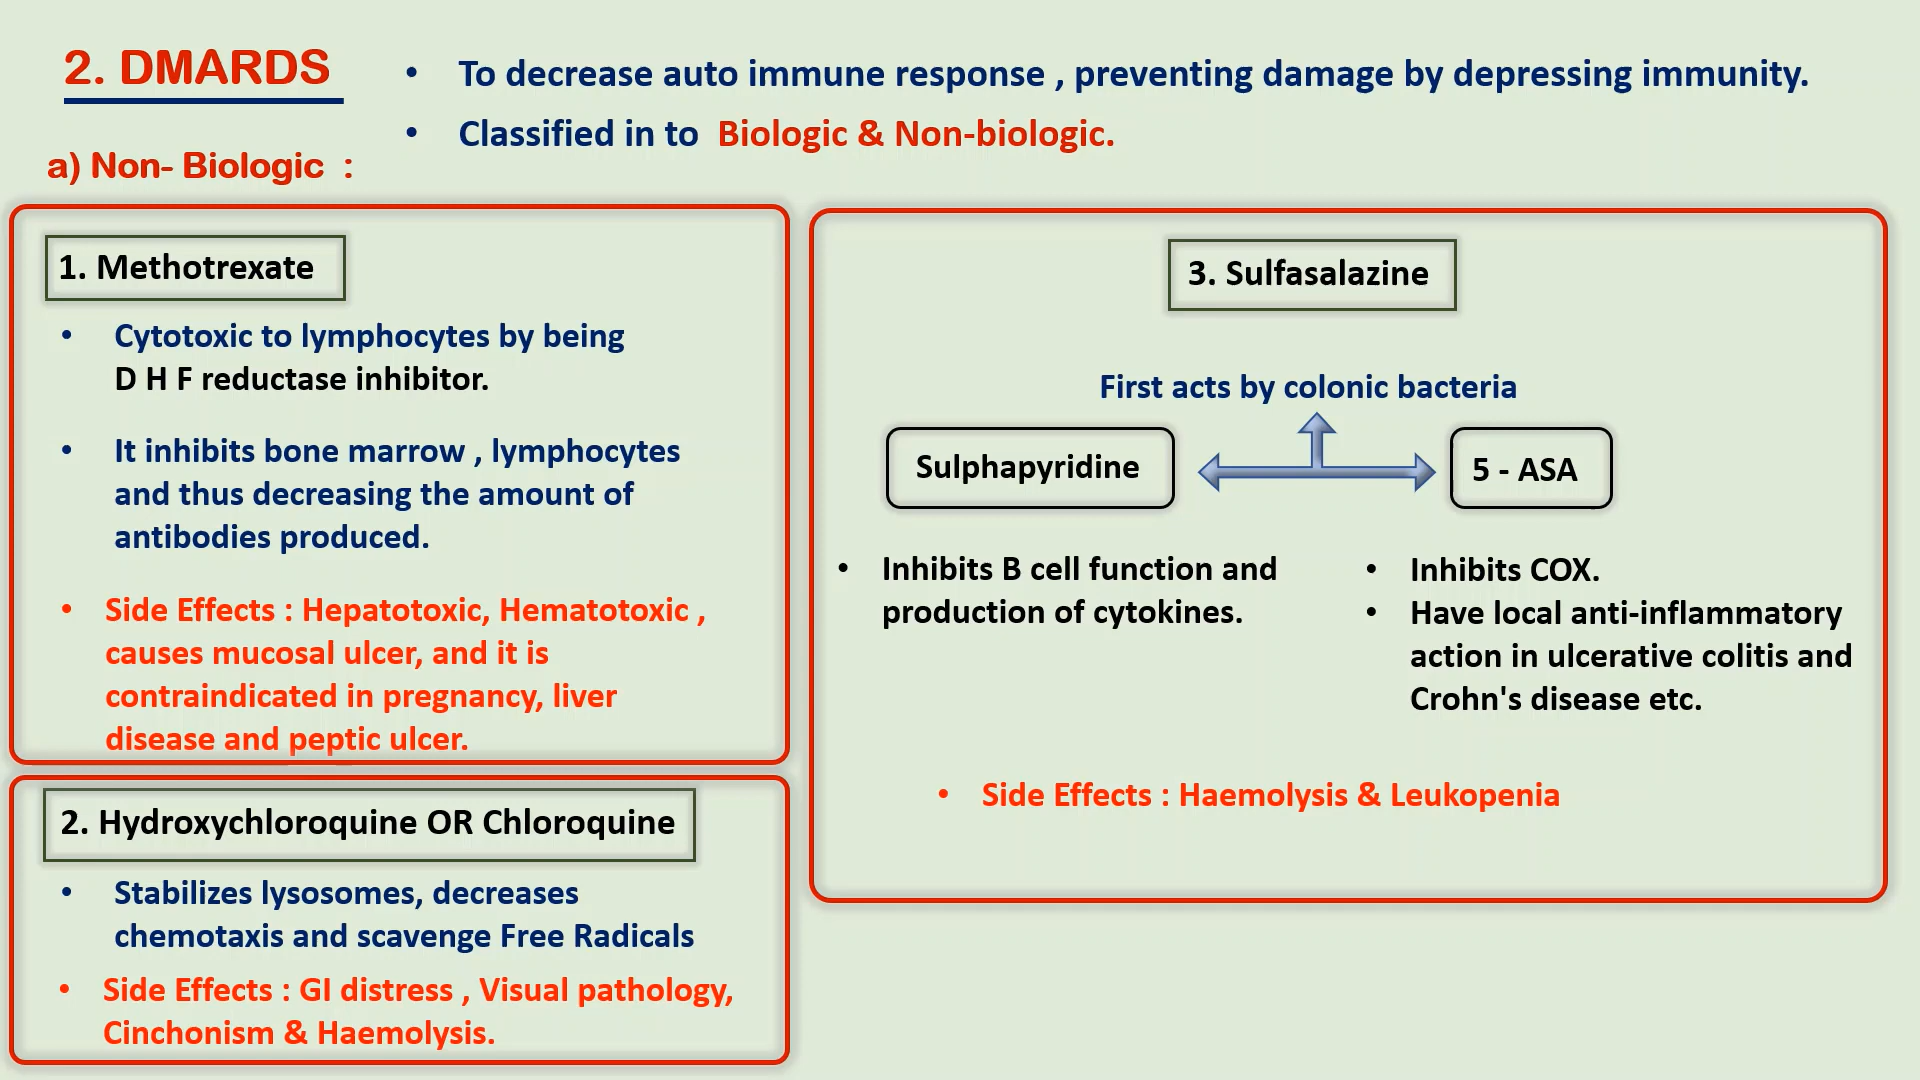 2. DMARDS
• To decrease auto immune response , preventing damage by depressing immunity.
• Classified in to Biologic & Non-biologic.
a) Non- Biologic :
1. Methotrexate
• Cytotoxic to lymphocytes by being
D H F reductase inhibitor.
• It inhibits bone marrow , lymphocytes
and thus decreasing the amount of
antibodies produced.
• Side Effects : Hepatotoxic, Hematotoxic ,
causes mucosal ulcer, and it is
contraindicated in pregnancy, liver
disease and peptic ulcer.
2. Hydroxychloroquine OR Chloroquine
• Stabilizes lysosomes, decreases
chemotaxis and scavenge Free Radicals
• Side Effects : GI distress , Visual pathology,
Cinchonism & Haemolysis.
3. Sulfasalazine
First acts by colonic bacteria
Sulphapyridine
5 - ASA
• Inhibits B cell function and
production of cytokines.
• Inhibits COX.
• Have local anti-inflammatory
action in ulcerative colitis and
Crohn's disease etc.
• Side Effects : Haemolysis & Leukopenia